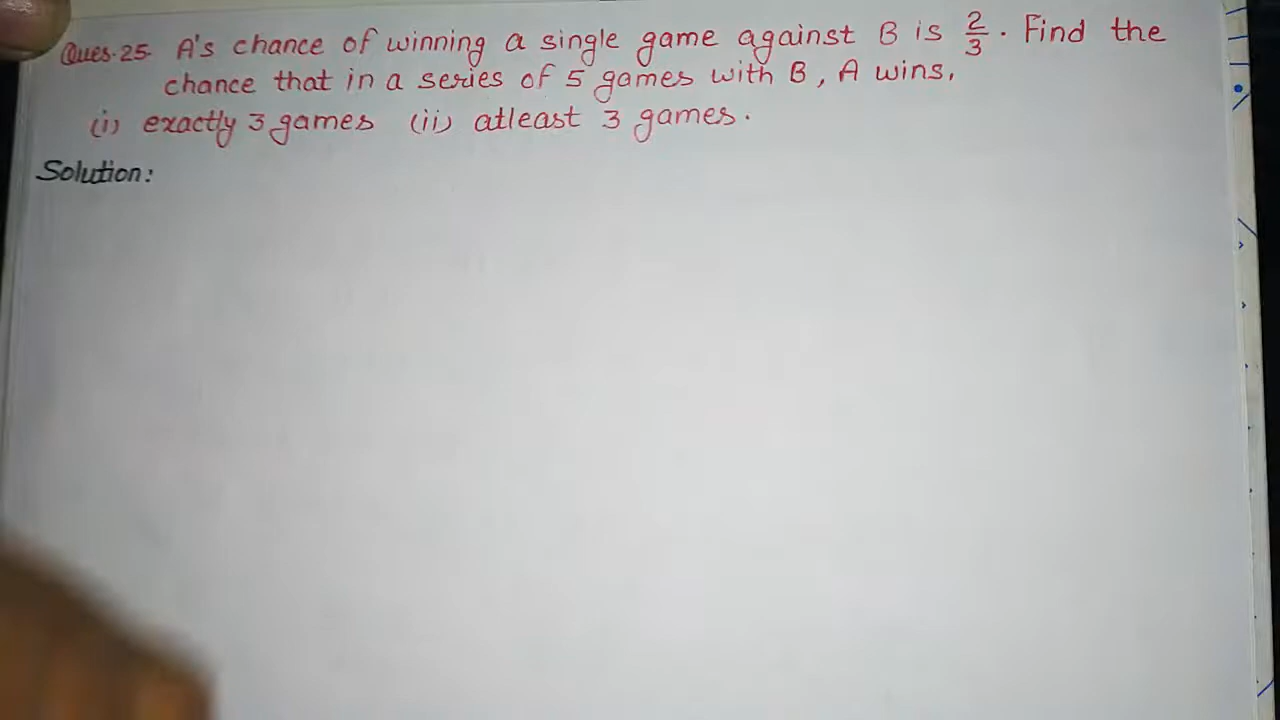 Ques.25 A's chance of winning a single game against B is 2/3. Find the
chance that in a series of 5 games with B, A wins,
(i) exactly 3 games (ii) atleast 3 games.
Solution: